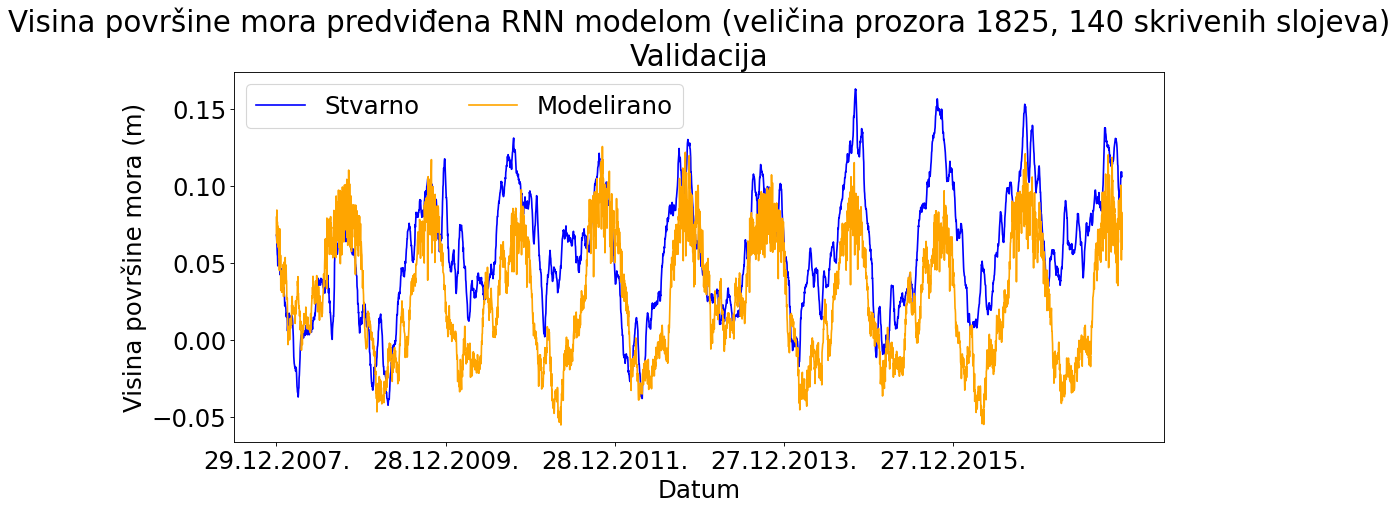 Visina površine mora predviđena RNN modelom (veličina prozora 1825, 140 skrivenih slojeva)
Validacija
Stvarno
Modelirano
Visina površine mora (m)
0.15
0.10
0.05
0.00
−0.05
29.12.2007.
28.12.2009.
28.12.2011.
27.12.2013.
27.12.2015.
Datum